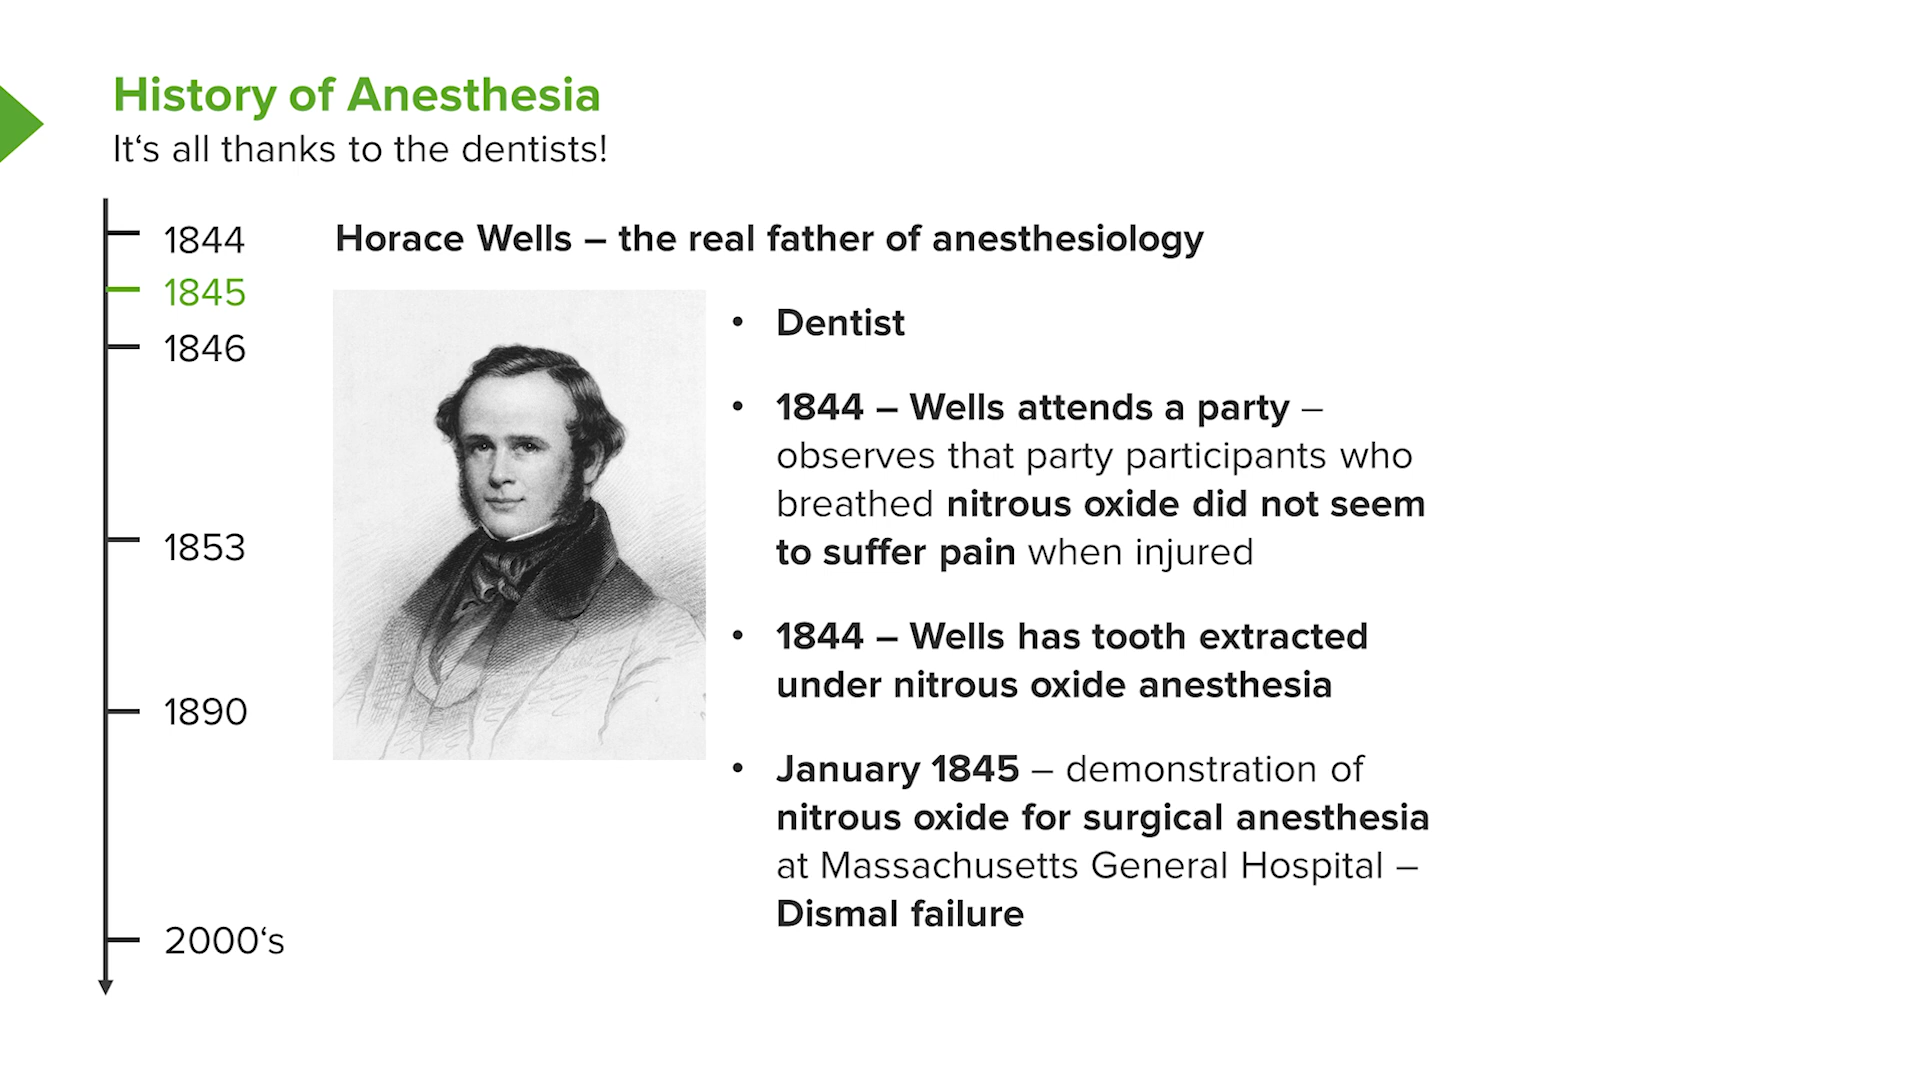 History of Anesthesia
It‘s all thanks to the dentists!
1844
1845
1846
1853
1890
2000‘s
Horace Wells – the real father of anesthesiology
• Dentist
• 1844 – Wells attends a party –
observes that party participants who
breathed nitrous oxide did not seem
to suffer pain when injured
• 1844 – Wells has tooth extracted
under nitrous oxide anesthesia
• January 1845 – demonstration of
nitrous oxide for surgical anesthesia
at Massachusetts General Hospital –
Dismal failure